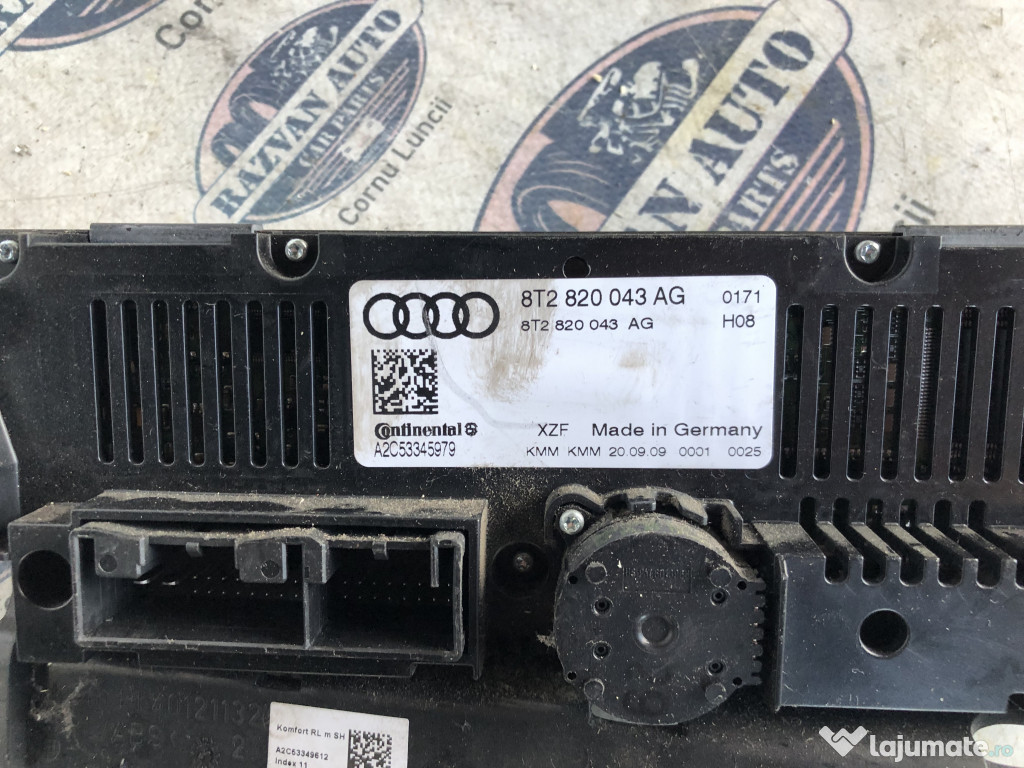 Cornu
RAZVAN AUTO
CAR PARTS
Cornu Luncii
AUTO
PARTS
Luncii
8T2 820 043 AG 0171
8T2 820 043 AG H08
Continental
A2C53345979
XZF Made in Germany
KMM KMM 20.09.09 0001 0025
Komfort RL m SH
A2C53349612
Index 11
lajumate.ro